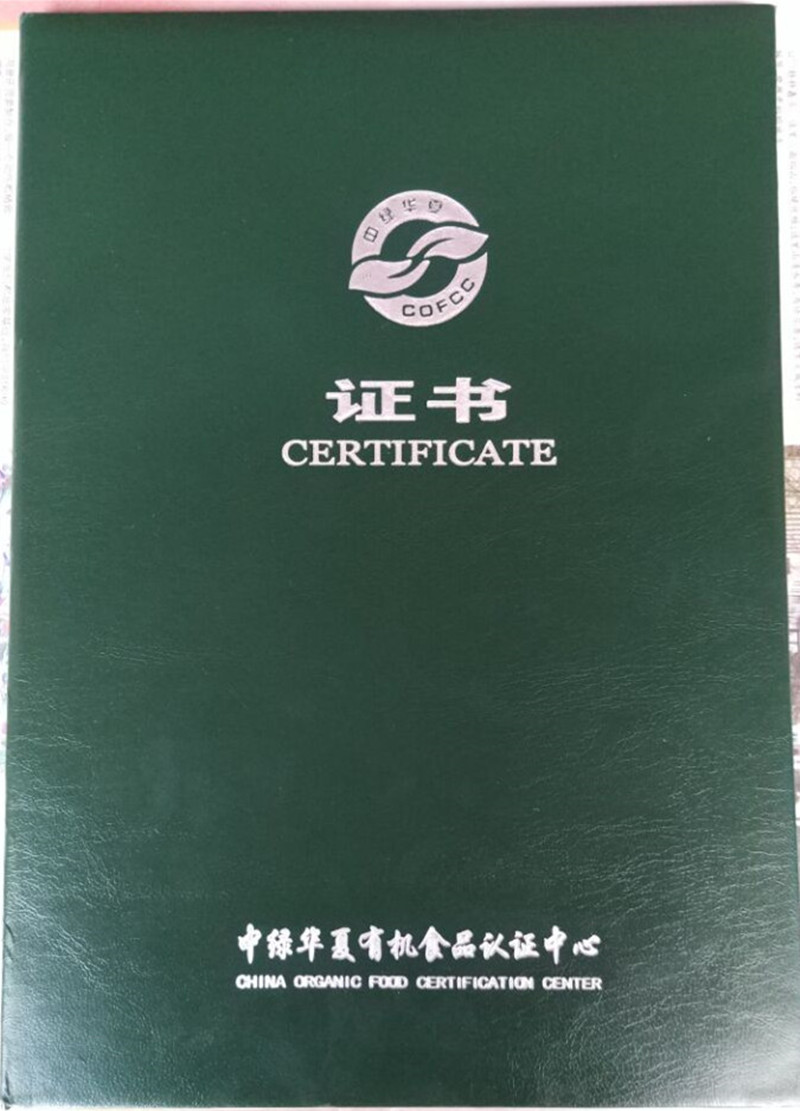 中绿华夏
COFCC
证书
CERTIFICATE
中绿华夏有机食品认证中心
CHINA ORGANIC FOOD CERTIFICATION CENTER